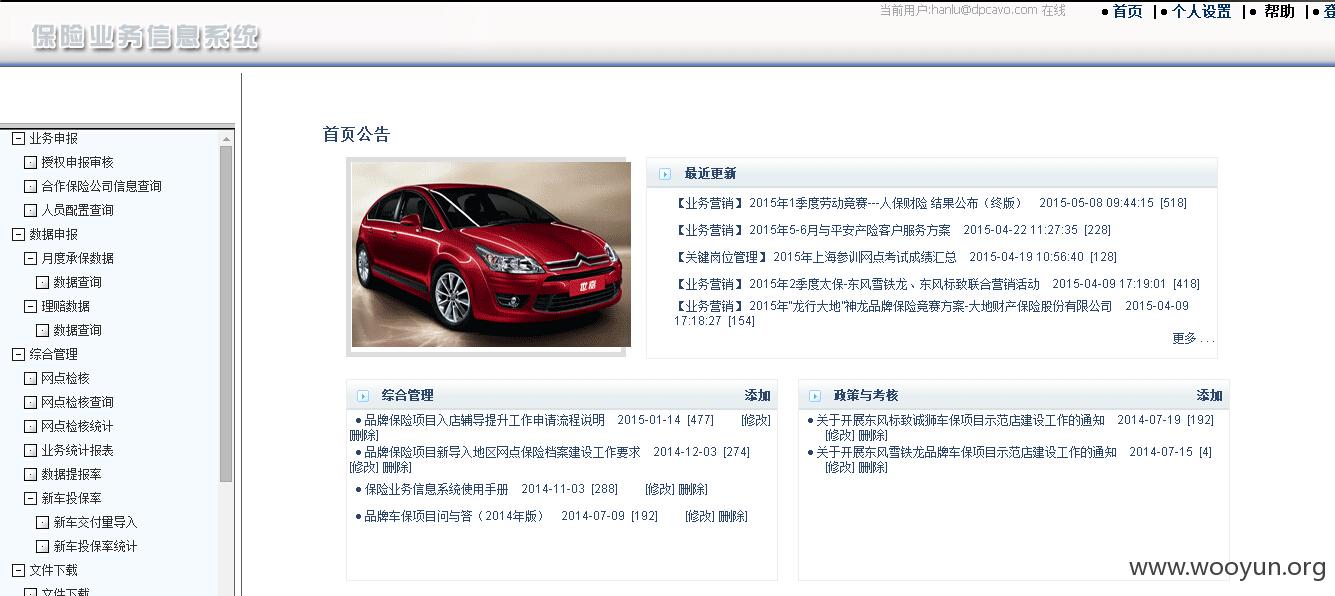 当前用户:hanlu@dpcavo.com 在线
●首页 |●个人设置 |● 帮助 |●登
保险业务信息系统
业务申报
授权申报审核
合作保险公司信息查询
人员配置查询
数据申报
月度承保数据
数据查询
理赔数据
数据查询
综合管理
网点检核
网点检核查询
网点检核统计
业务统计报表
数据提报率
新车投保率
新车交付量导入
新车投保率统计
文件下载
文件下载
首页公告
世嘉
最近更新
【业务营销】2015年1季度劳动竞赛---人保财险 结果公布（终版） 2015-05-08 09:44:15 [518]
【业务营销】2015年5-6月与平安产险客户服务方案 2015-04-22 11:27:35 [228]
【关键岗位管理】2015年上海参训网点考试成绩汇总 2015-04-19 10:56:40 [128]
【业务营销】2015年2季度太保-东风雪铁龙、东风标致联合营销活动 2015-04-09 17:19:01 [418]
【业务营销】2015年"龙行大地"神龙品牌保险竞赛方案-大地财产保险股份有限公司 2015-04-09
17:18:27 [154]
更多 . . .
综合管理 添加
●品牌保险项目入店辅导提升工作申请流程说明 2015-01-14 [477] [修改]
[删除]
●品牌保险项目新导入地区网点保险档案建设工作要求 2014-12-03 [274]
[修改] [删除]
●保险业务信息系统使用手册 2014-11-03 [288] [修改] [删除]
●品牌车保项目问与答（2014年版） 2014-07-09 [192] [修改] [删除]
政策与考核 添加
●关于开展东风标致诚狮车保项目示范店建设工作的通知 2014-07-19 [192]
[修改] [删除]
●关于开展东风雪铁龙品牌车保项目示范店建设工作的通知 2014-07-15 [4]
[修改] [删除]
www.wooyun.org